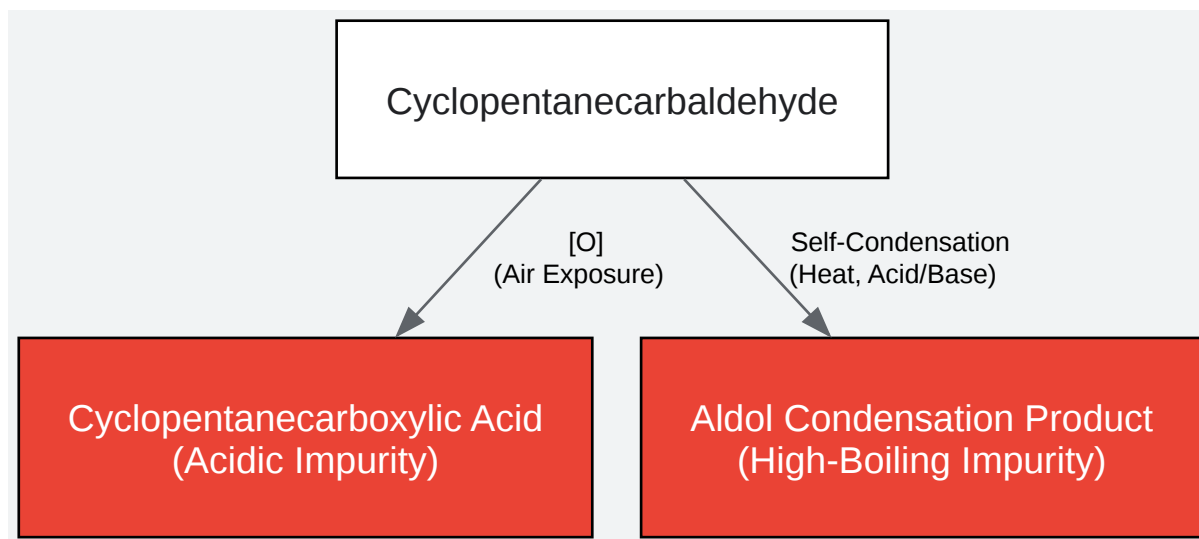 Cyclopentanecarbaldehyde
[O]
(Air Exposure)
Self-Condensation
(Heat, Acid/Base)
Cyclopentanecarboxylic Acid
(Acidic Impurity)
Aldol Condensation Product
(High-Boiling Impurity)